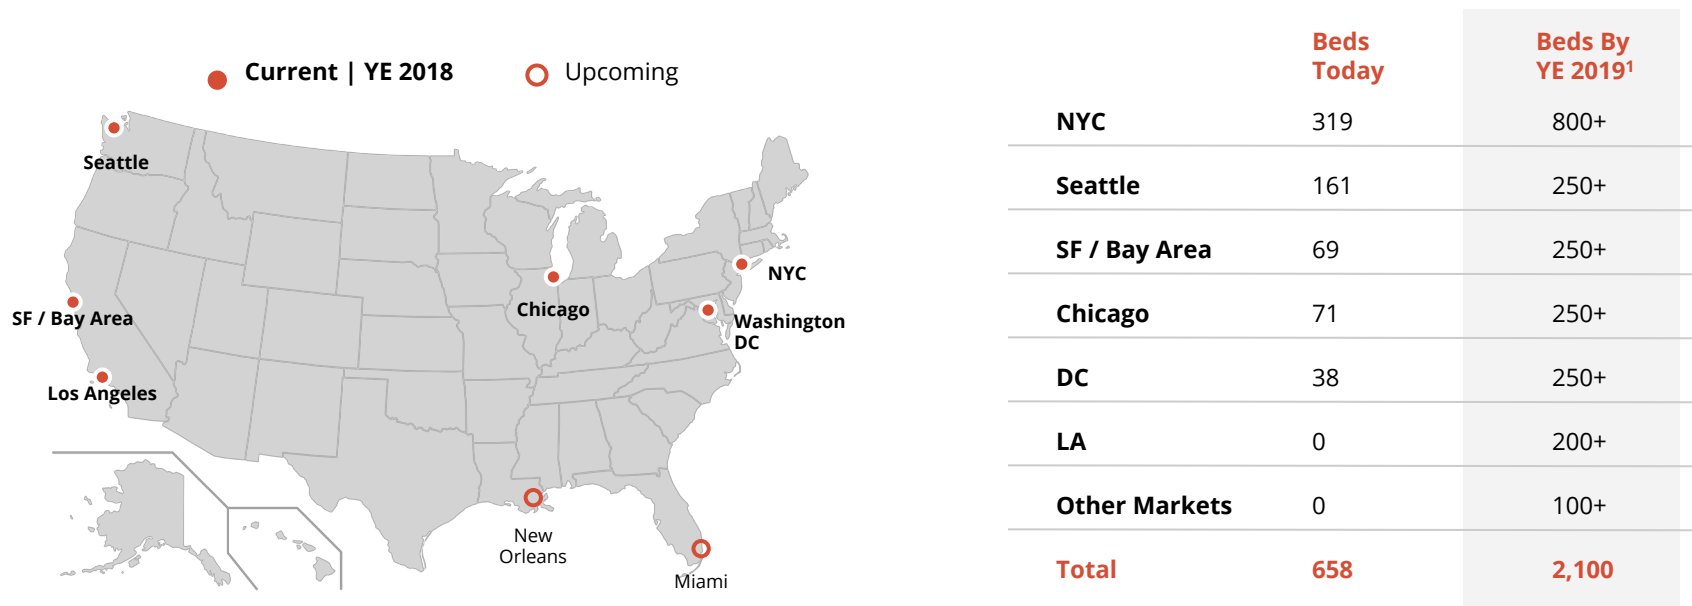 Current | YE 2018
Upcoming
Seattle
SF / Bay Area
Los Angeles
Chicago
NYC
Washington
DC
New
Orleans
Miami
Beds
Today
Beds By
YE 2019¹
NYC 319 800+
Seattle 161 250+
SF / Bay Area 69 250+
Chicago 71 250+
DC 38 250+
LA 0 200+
Other Markets 0 100+
Total 658 2,100